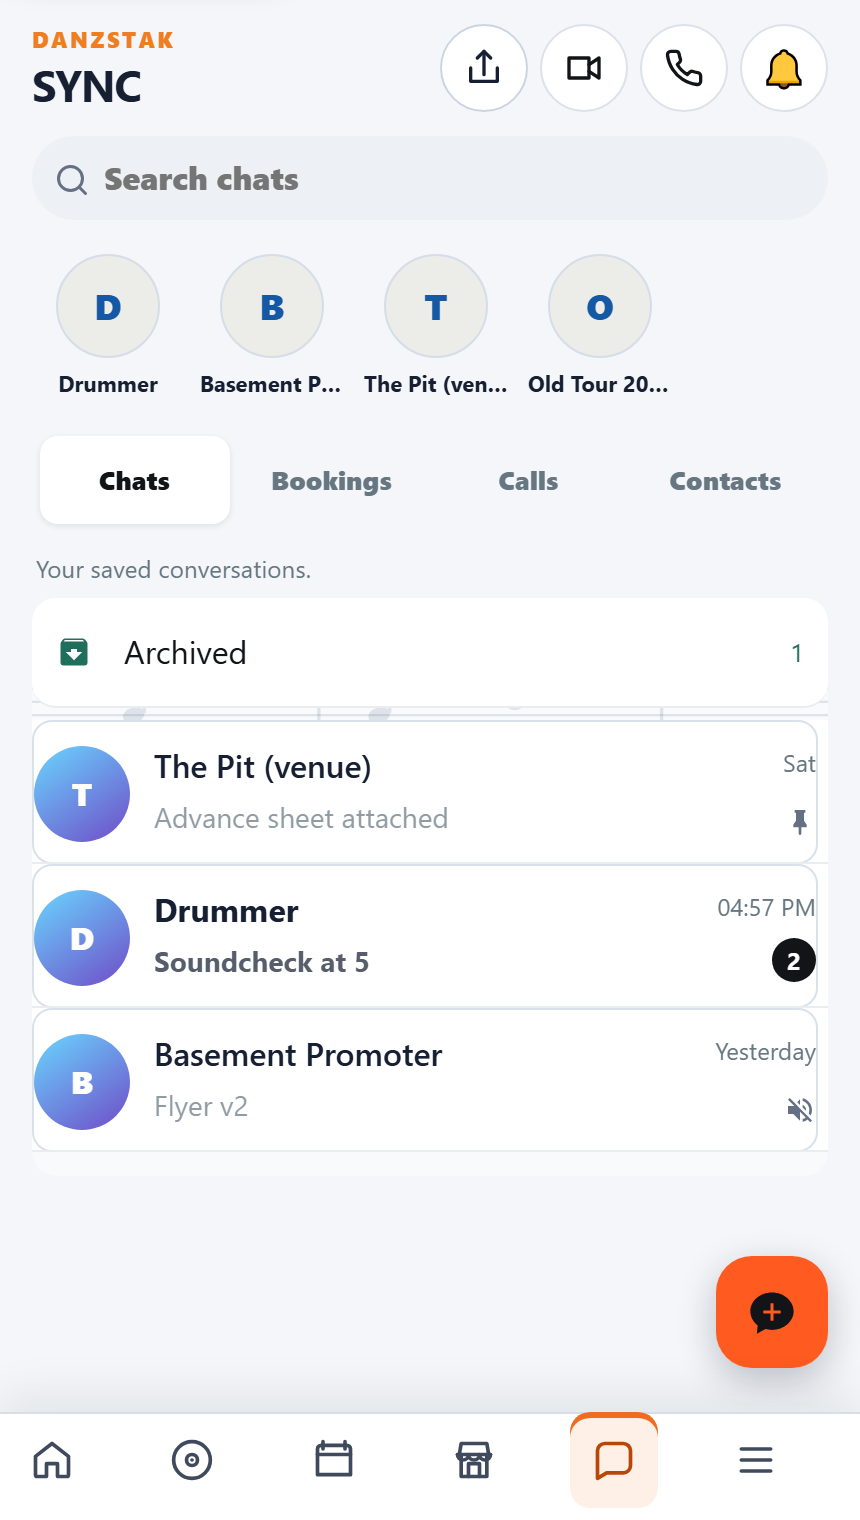 DANZSTAK
SYNC
Search chats
D
B
T
O
Drummer
Basement P...
The Pit (ven...
Old Tour 20...
Chats
Bookings
Calls
Contacts
Your saved conversations.
Archived
1
T
The Pit (venue)
Sat
Advance sheet attached
D
Drummer
04:57 PM
Soundcheck at 5
2
B
Basement Promoter
Yesterday
Flyer v2